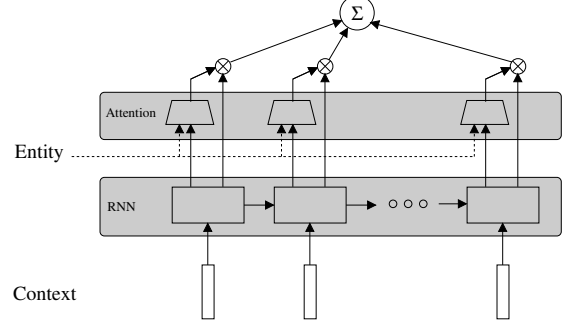 Σ
Attention
Entity
RNN
Context